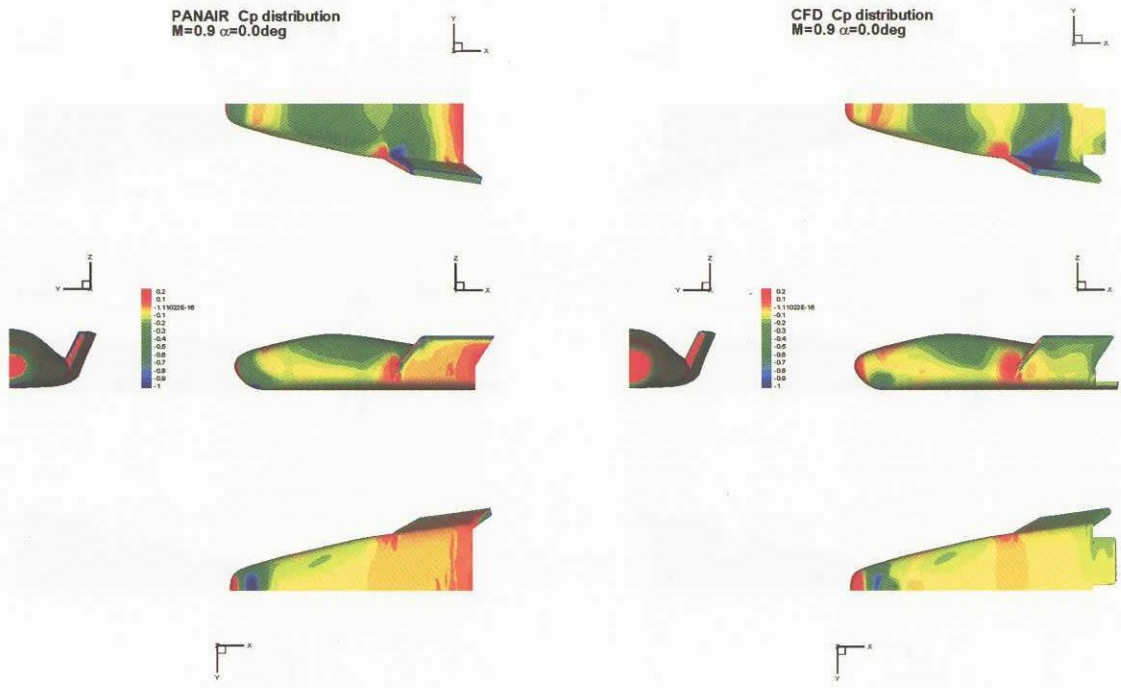 PANAIR Cp distribution
M=0.9 α=0.0deg
Y
Z X
Z
Y X
0.2
0.1
-1.11022E-16
-0.1
-0.2
-0.3
-0.4
-0.5
-0.6
-0.7
-0.8
-0.9
-1
Z
Y X
Z X
Y
CFD Cp distribution
M=0.9 α=0.0deg
Y
Z X
Z
Y X
0.2
0.1
-1.11022E-16
-0.1
-0.2
-0.3
-0.4
-0.5
-0.6
-0.7
-0.8
-0.9
-1
Z
Y X
Z X
Y